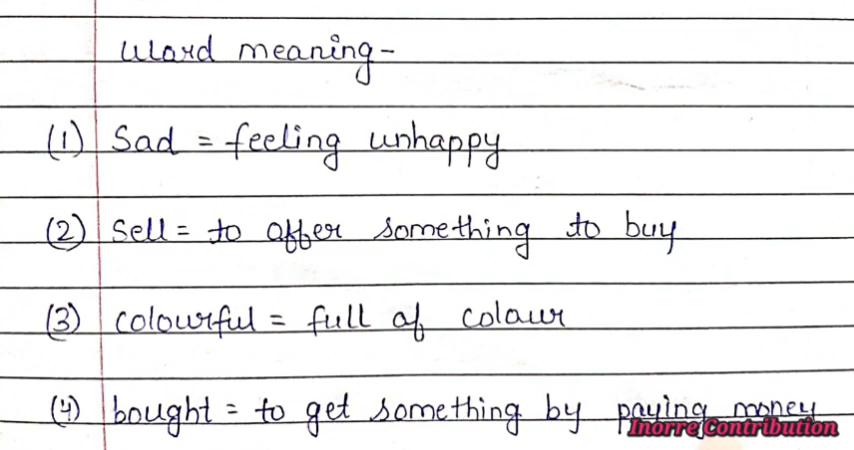 Word meaning-
(1) Sad = feeling unhappy
(2) Sell = to offer something to buy
(3) colourful = full of colour
(4) bought = to get something by paying money
Inorre Contribution